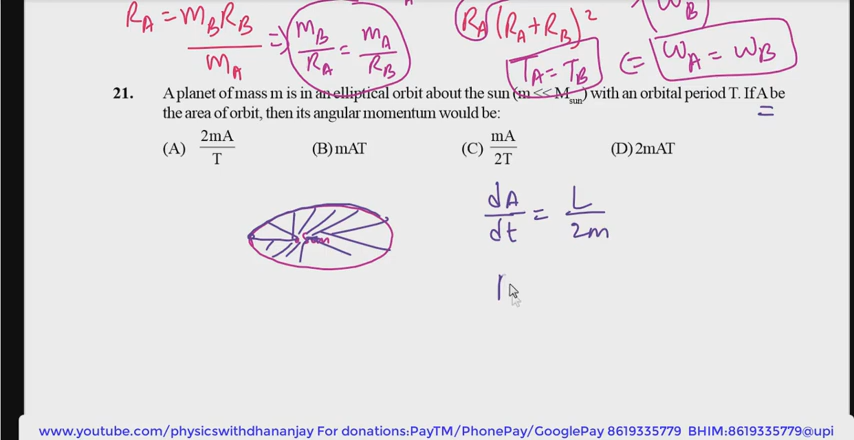 R_A = m_B R_B / m_A => m_B / R_A = m_A / R_B
R_A (R_A + R_B)^2
T_A = T_B <= ω_A = ω_B
21. A planet of mass m is in an elliptical orbit about the sun (m << M_sun) with an orbital period T. If A be
the area of orbit, then its angular momentum would be:
(A) 2mA/T (B) mAT (C) mA/2T (D) 2mAT
Sun
dA/dt = L/2m
www.youtube.com/physicswithdhananjay For donations:PayTM/PhonePay/GooglePay 8619335779 BHIM:8619335779@upi